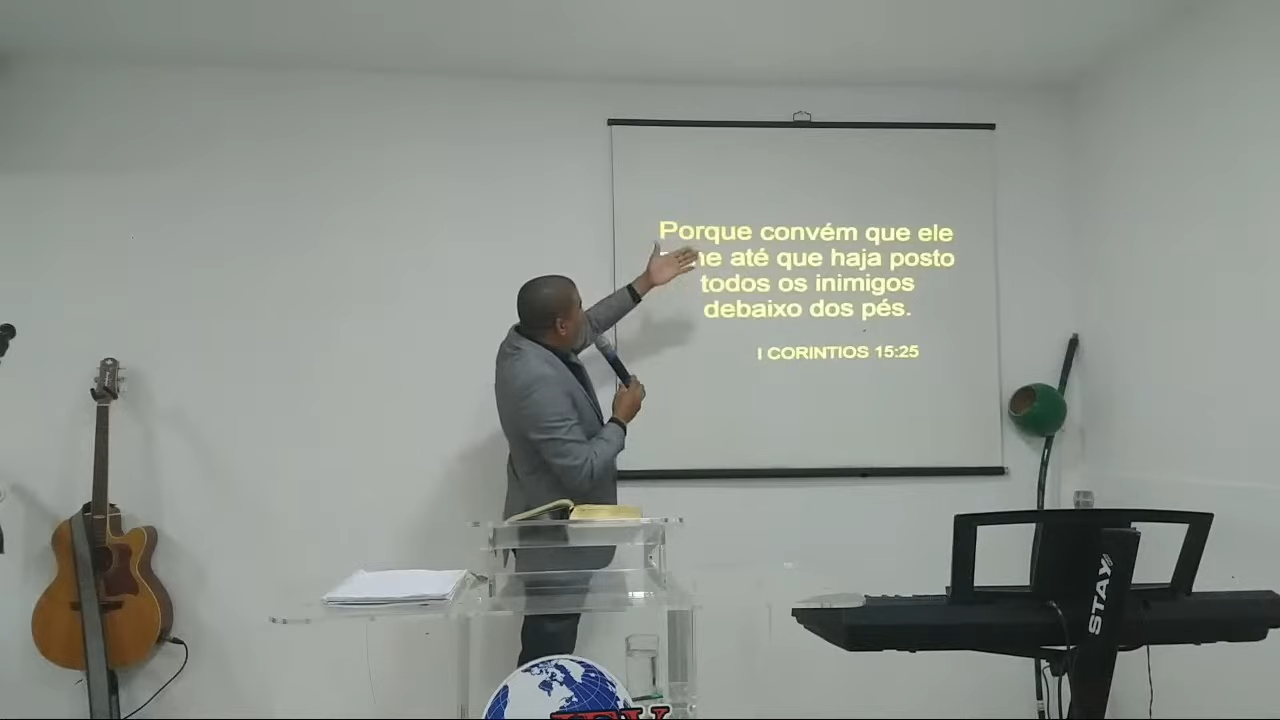 Porque convém que ele
até que haja posto
todos os inimigos
debaixo dos pés.
I CORINTIOS 15:25
STAY